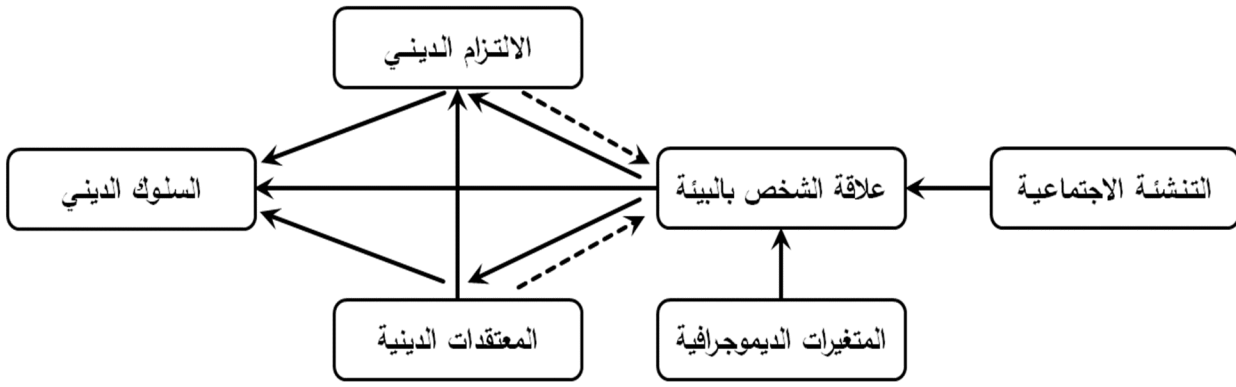 الالتزام الديني
التنشئة الاجتماعية
علاقة الشخص بالبيئة
السلوك الديني
المتغيرات الديموجرافية
المعتقدات الدينية